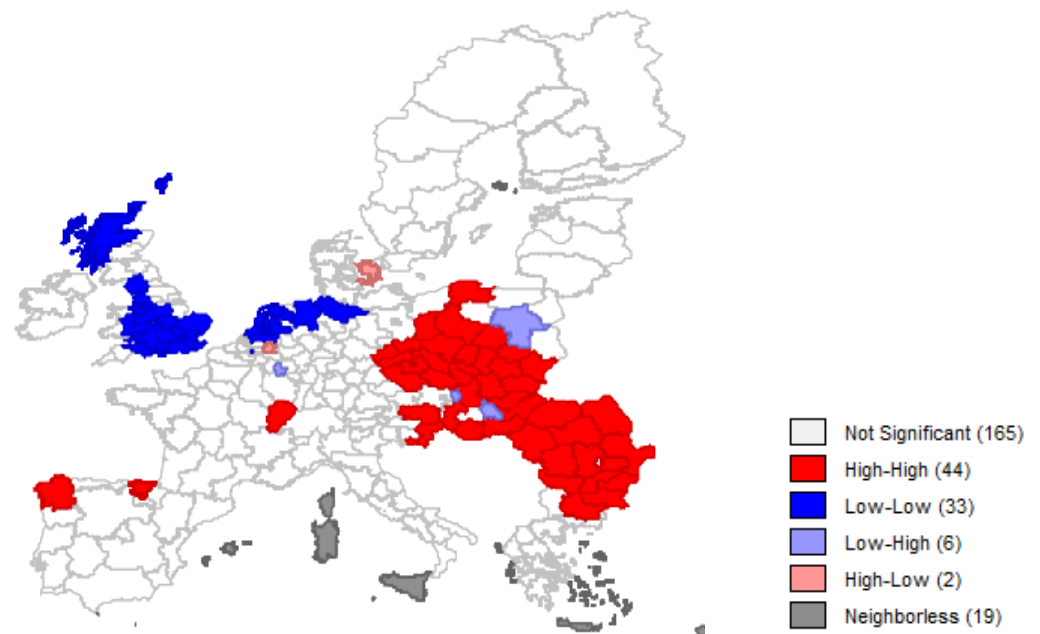 Not Significant (165)
High-High (44)
Low-Low (33)
Low-High (6)
High-Low (2)
Neighborless (19)